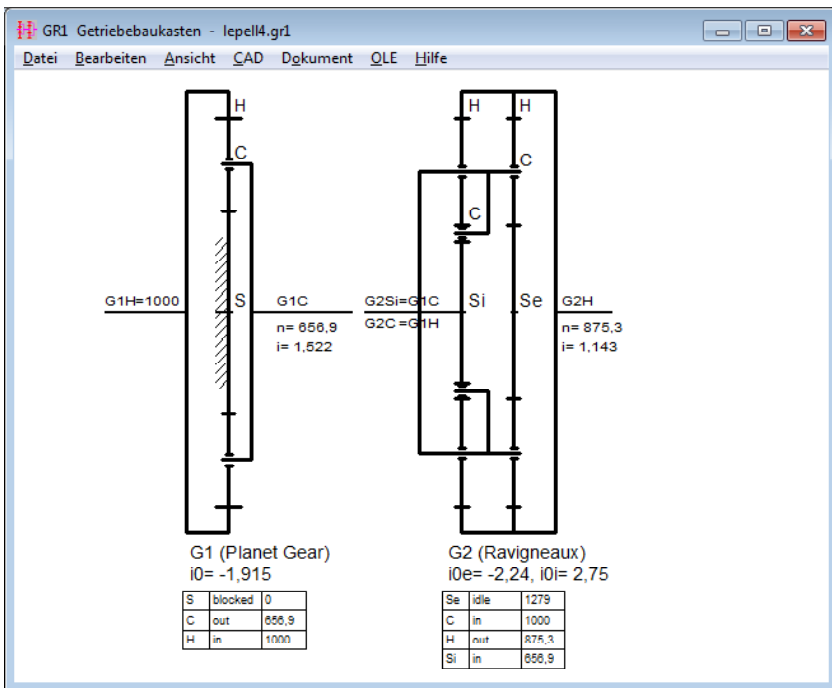 GR1 Getriebebaukasten - lepell4.gr1
Datei Bearbeiten Ansicht CAD Dokument OLE Hilfe
H H H
C C
C
G1H=1000 S G1C G2Si=G1C Si Se G2H
G2C =G1H
n= 656,9 n= 875,3
i= 1,522 i= 1,143
G1 (Planet Gear)
i0= -1,915
S blocked 0
C out 656,9
H in 1000
G2 (Ravigneaux)
i0e= -2,24, i0i= 2,75
Se idle 1279
C in 1000
H out 875,3
Si in 656,9